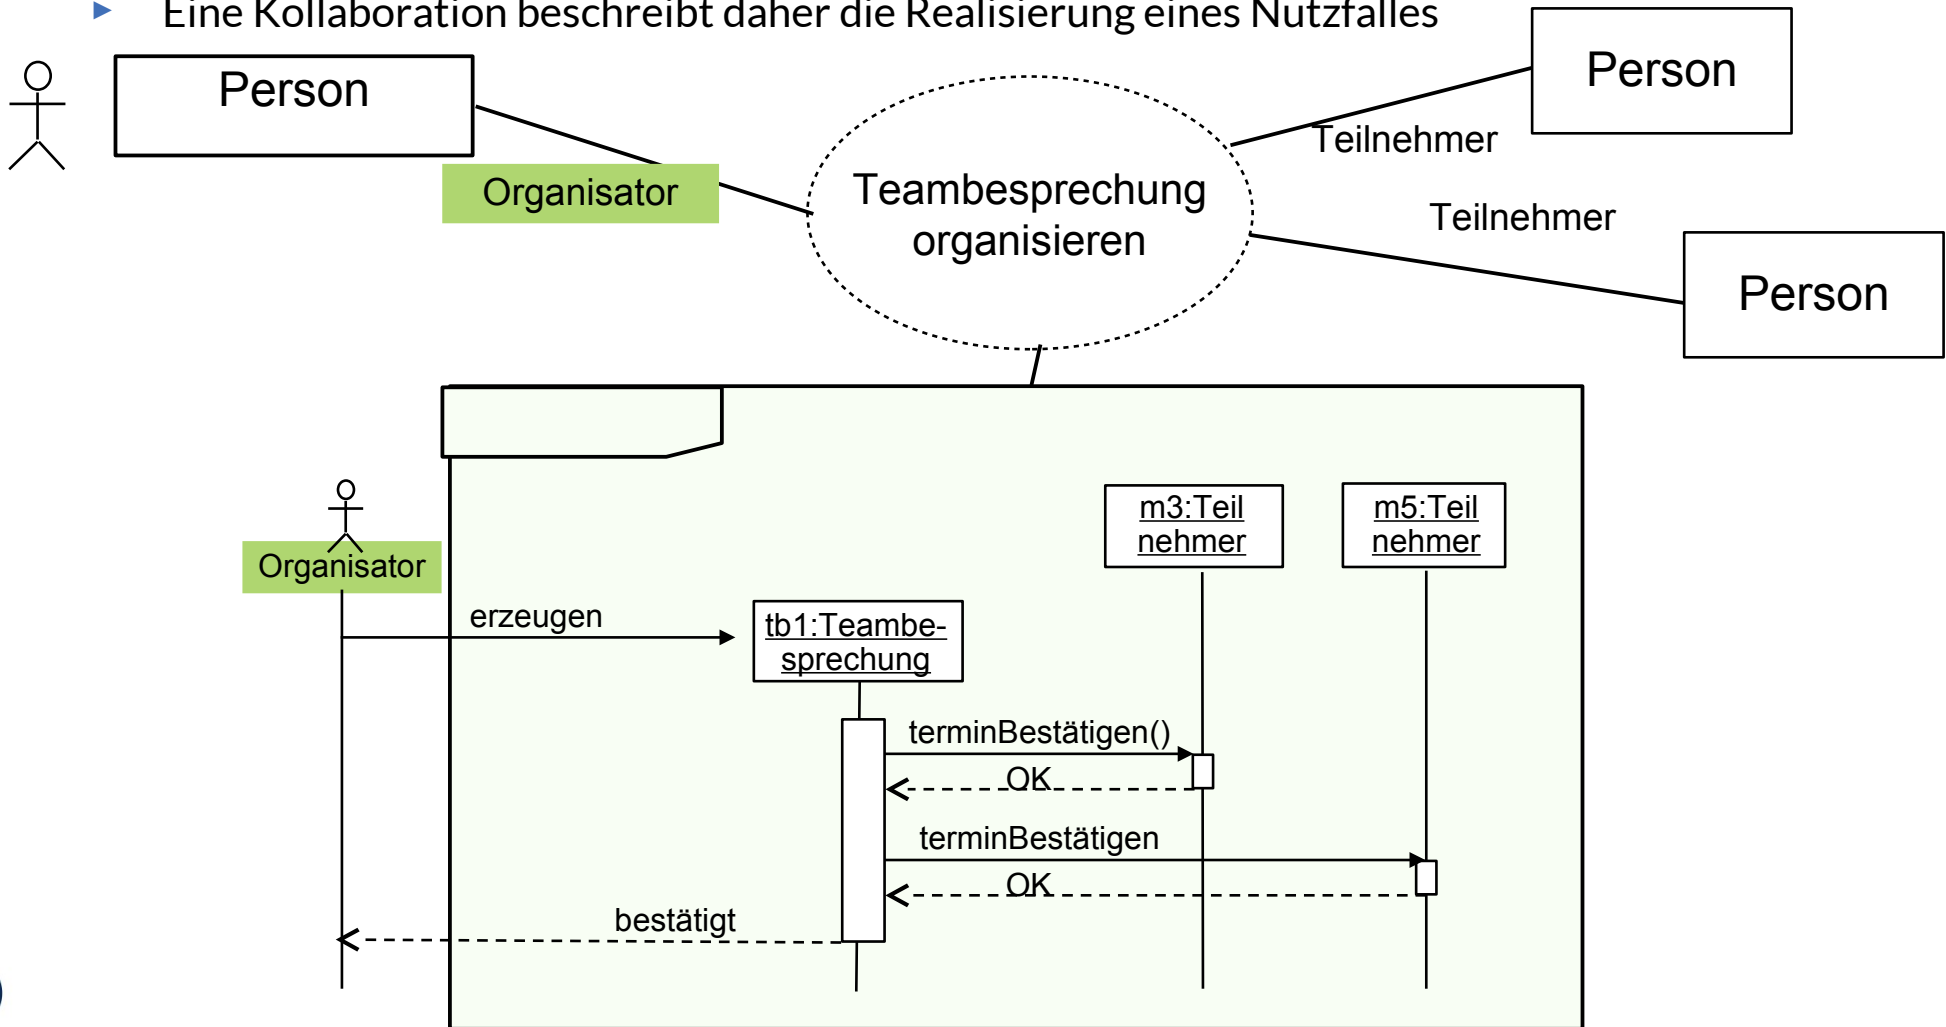 Eine Kollaboration beschreibt daher die Realisierung eines Nutzfalles
Person
Person
Teilnehmer
Organisator
Teambesprechung
organisieren
Teilnehmer
Person
m3:Teil
nehmer
m5:Teil
nehmer
Organisator
erzeugen
tb1:Teambe-
sprechung
terminBestätigen()
OK
terminBestätigen
OK
bestätigt